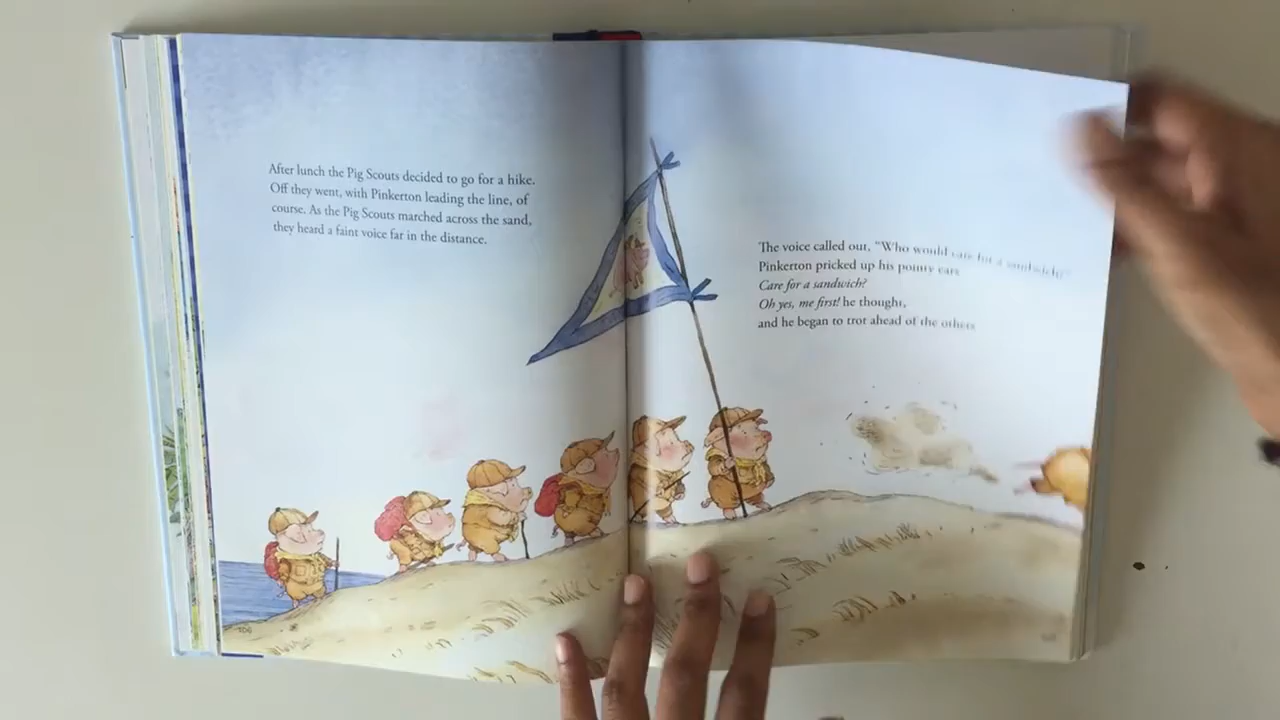 After lunch the Pig Scouts decided to go for a hike.
Off they went, with Pinkerton leading the line, of
course. As the Pig Scouts marched across the sand,
they heard a faint voice far in the distance.
The voice called out, “Who would care for a sandwich?”
Pinkerton pricked up his pointy ears.
Care for a sandwich?
Oh yes, me first! he thought,
and he began to trot ahead of the others.